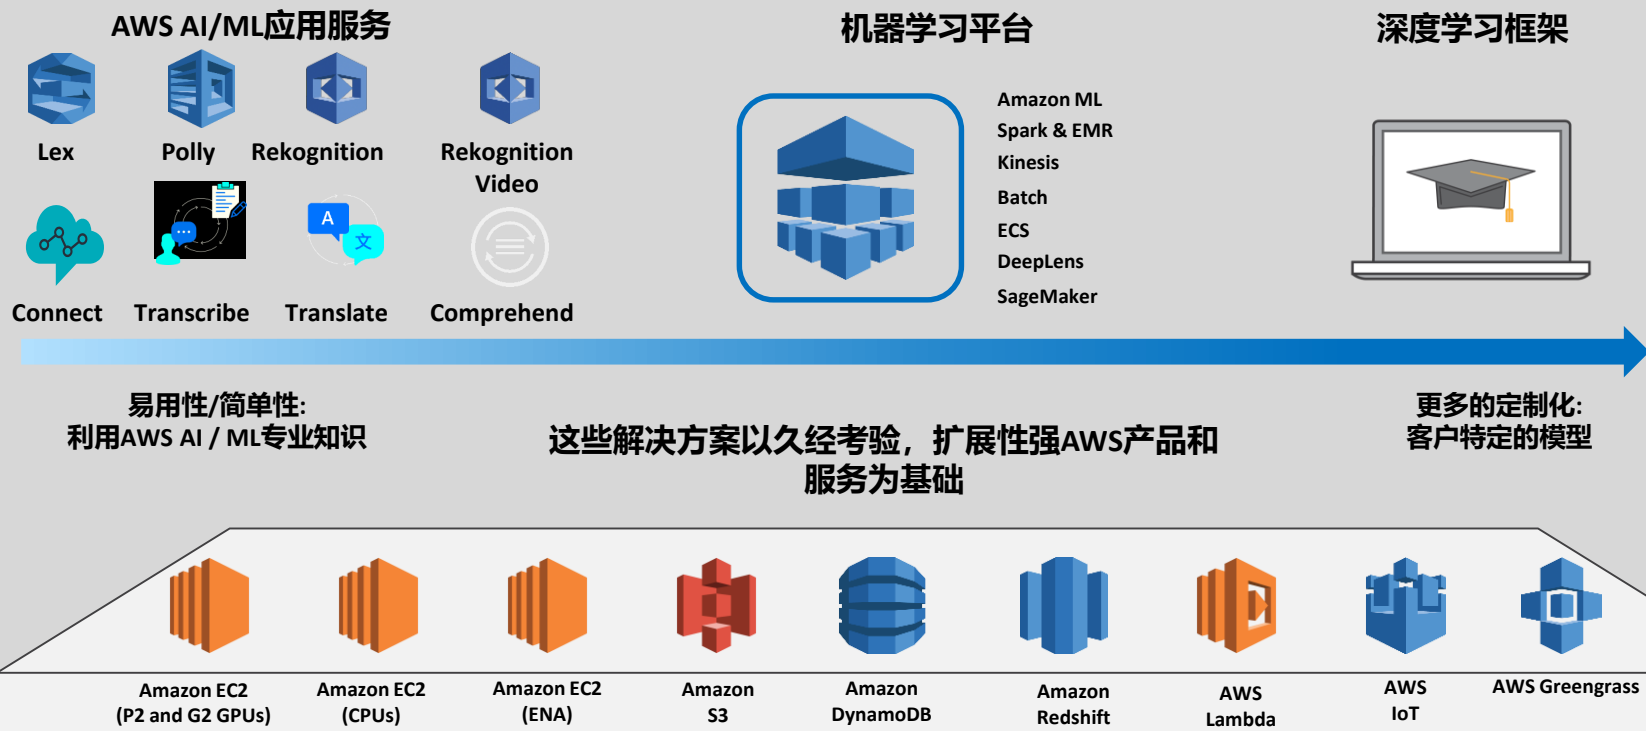 AWS AI/ML应用服务
机器学习平台
深度学习框架
Lex
Polly
Rekognition
Rekognition
Video
A
文
Connect
Transcribe
Translate
Comprehend
Amazon ML
Spark & EMR
Kinesis
Batch
ECS
DeepLens
SageMaker
易用性/简单性:
利用AWS AI / ML专业知识
这些解决方案以久经考验，扩展性强AWS产品和
服务为基础
更多的定制化:
客户特定的模型
Amazon EC2
(P2 and G2 GPUs)
Amazon EC2
(CPUs)
Amazon EC2
(ENA)
Amazon
S3
Amazon
DynamoDB
Amazon
Redshift
AWS
Lambda
AWS
IoT
AWS Greengrass